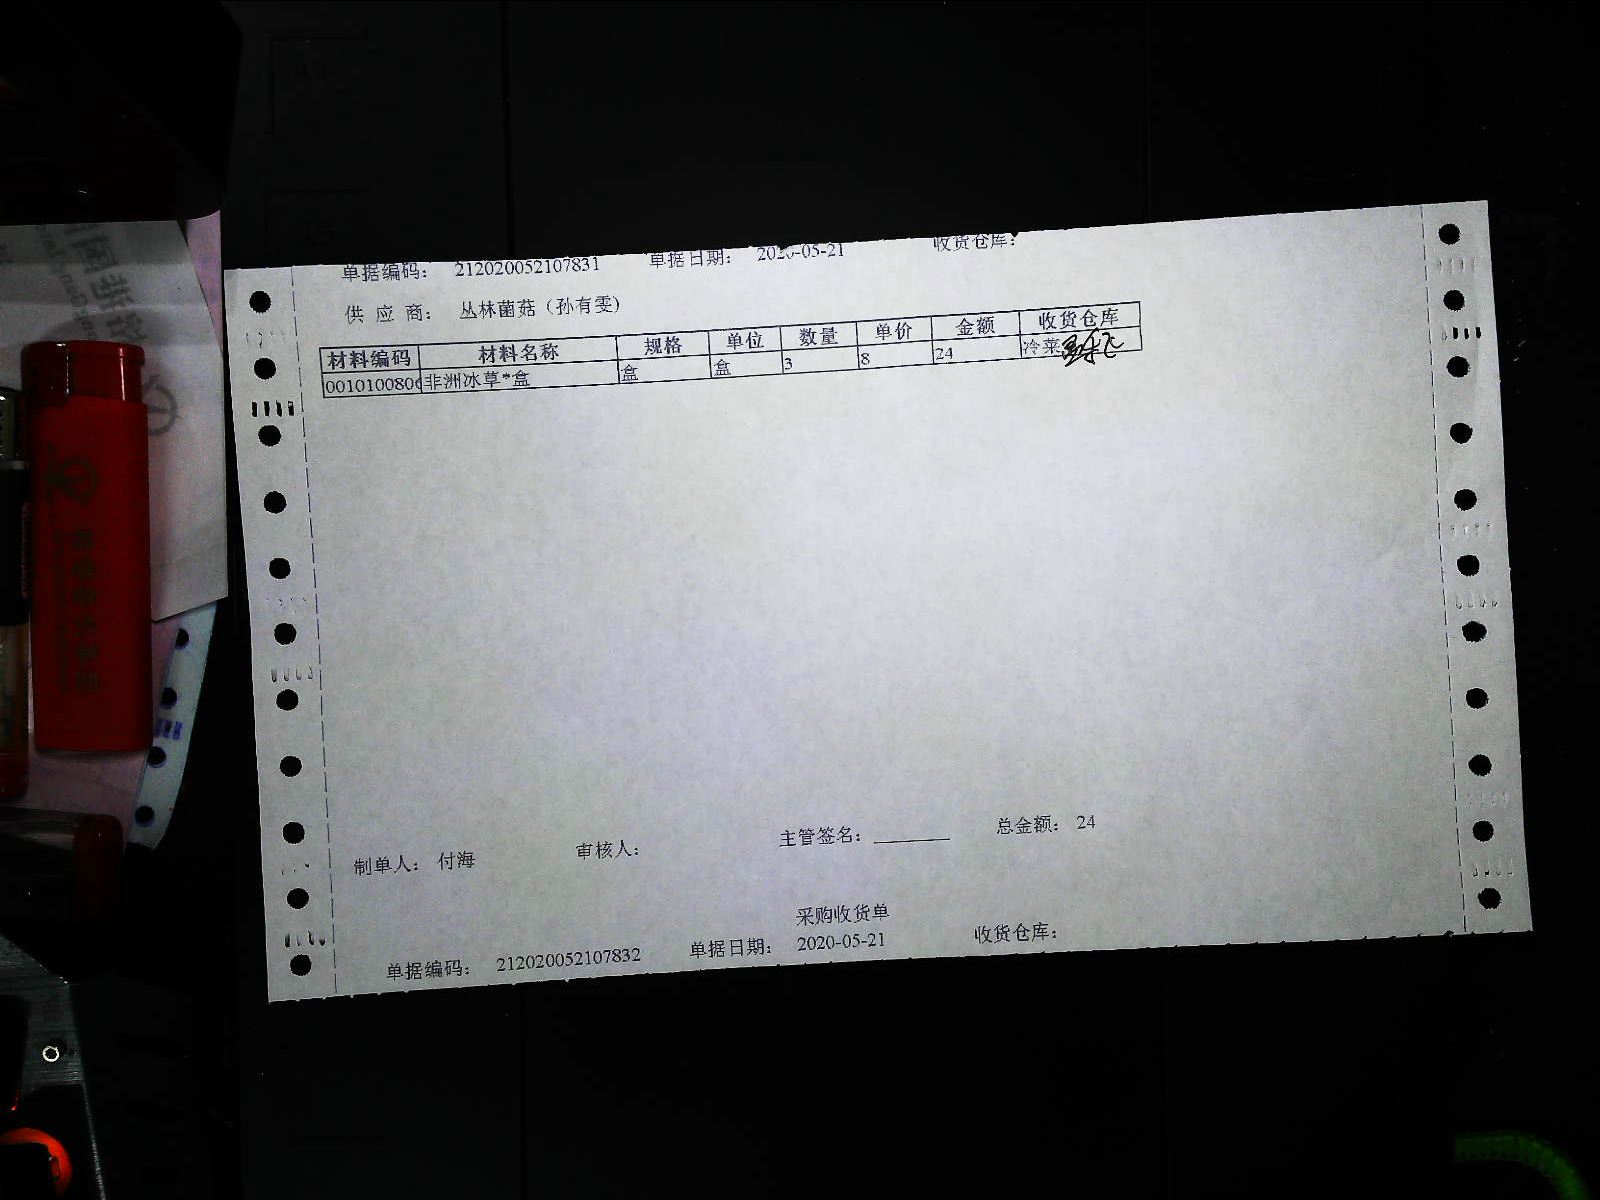 单据编码： 212020052107831 单据日期： 2020-05-21 收货仓库：
供 应 商： 丛林菌菇（孙有雯）
材料编码 材料名称 规格 单位 数量 单价 金额 收货仓库
001010080 非洲冰草*盒 盒 盒 3 8 24 冷菜
制单人： 付海 审核人： 主管签名： 总金额： 24
采购收货单
单据编码： 212020052107832 单据日期： 2020-05-21 收货仓库：